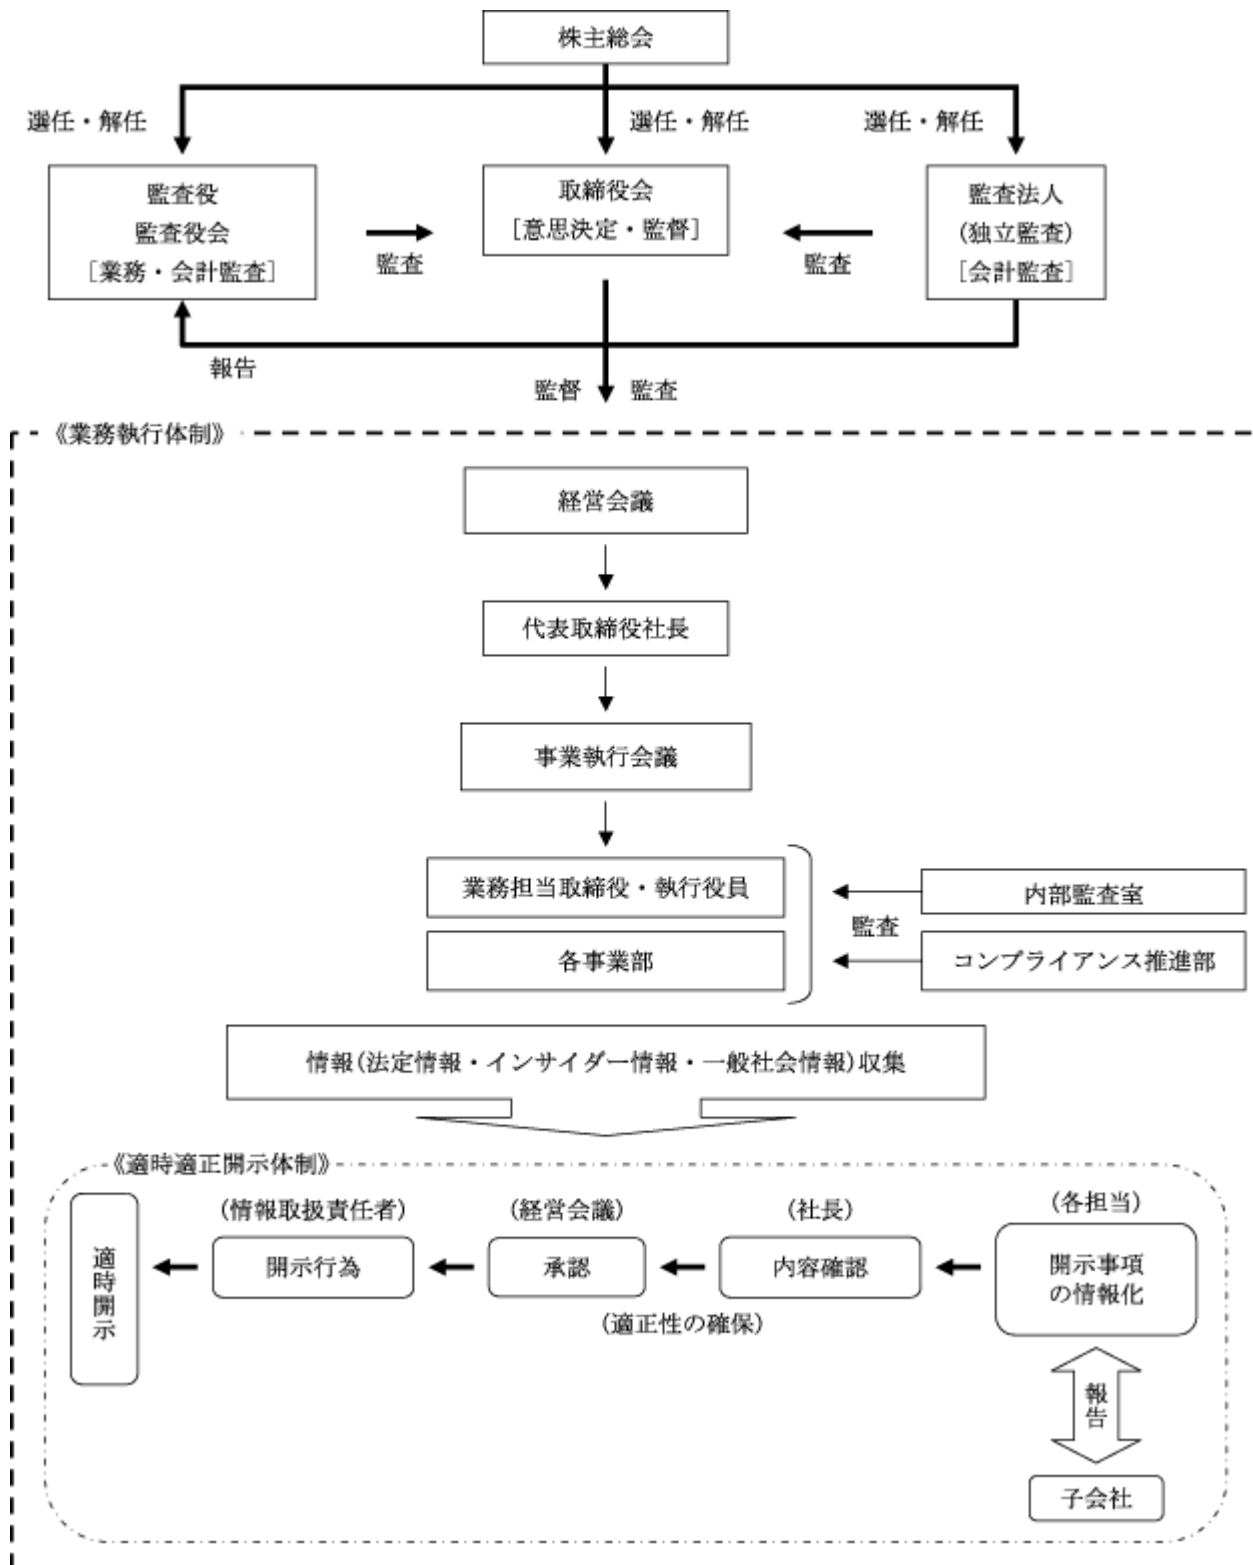 株主総会
選任・解任
選任・解任
選任・解任
監査役
監査役会
[業務・会計監査]
監査
取締役会
[意思決定・監督]
監査
監査法人
(独立監査)
[会計監査]
報告
監督
監査
《業務執行体制》
経営会議
代表取締役社長
事業執行会議
業務担当取締役・執行役員
各事業部
監査
内部監査室
コンプライアンス推進部
情報(法定情報・インサイダー情報・一般社会情報)収集
《適時適正開示体制》
適時開示
(情報取扱責任者)
開示行為
(経営会議)
承認
(社長)
内容確認
(適正性の確保)
(各担当)
開示事項
の情報化
報告
子会社